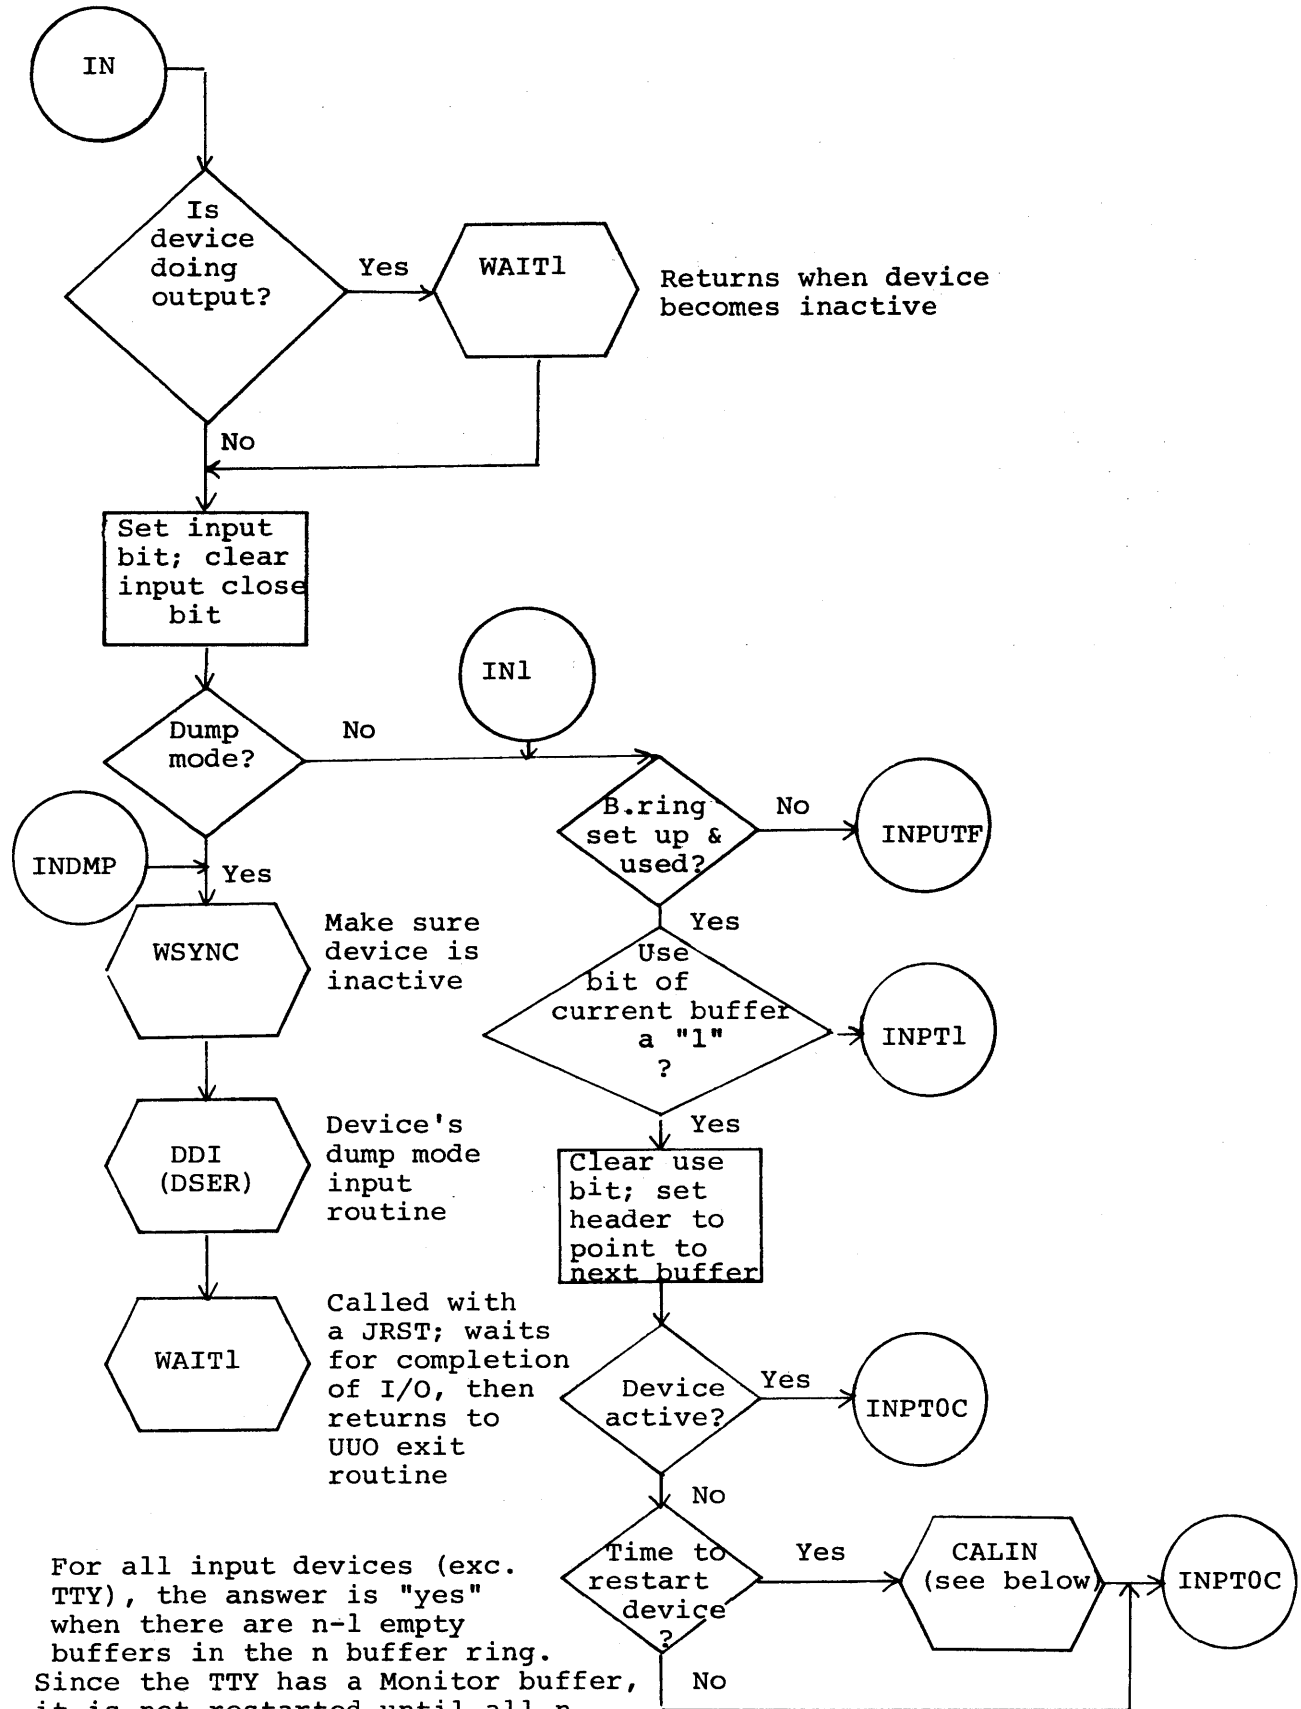 IN
Is
device
doing
output?
Yes
WAIT1
Returns when device
becomes inactive
No
Set input
bit; clear
input close
bit
IN1
Dump
mode?
No
B.ring
set up &
used?
No
INPUTF
INDMP
Yes
Yes
WSYNC
Make sure
device is
inactive
Use
bit of
current buffer
a "1"
?
INPT1
Yes
DDI
(DSER)
Device's
dump mode
input
routine
Clear use
bit; set
header to
point to
next buffer
WAIT1
Called with
a JRST; waits
for completion
of I/O, then
returns to
UUO exit
routine
Device
active?
Yes
INPT0C
No
For all input devices (exc.
TTY), the answer is "yes"
when there are n-1 empty
buffers in the n buffer ring.
Since the TTY has a Monitor buffer,
it is not restarted until all n
Time to
restart
device
?
Yes
CALIN
(see below)
INPT0C
No